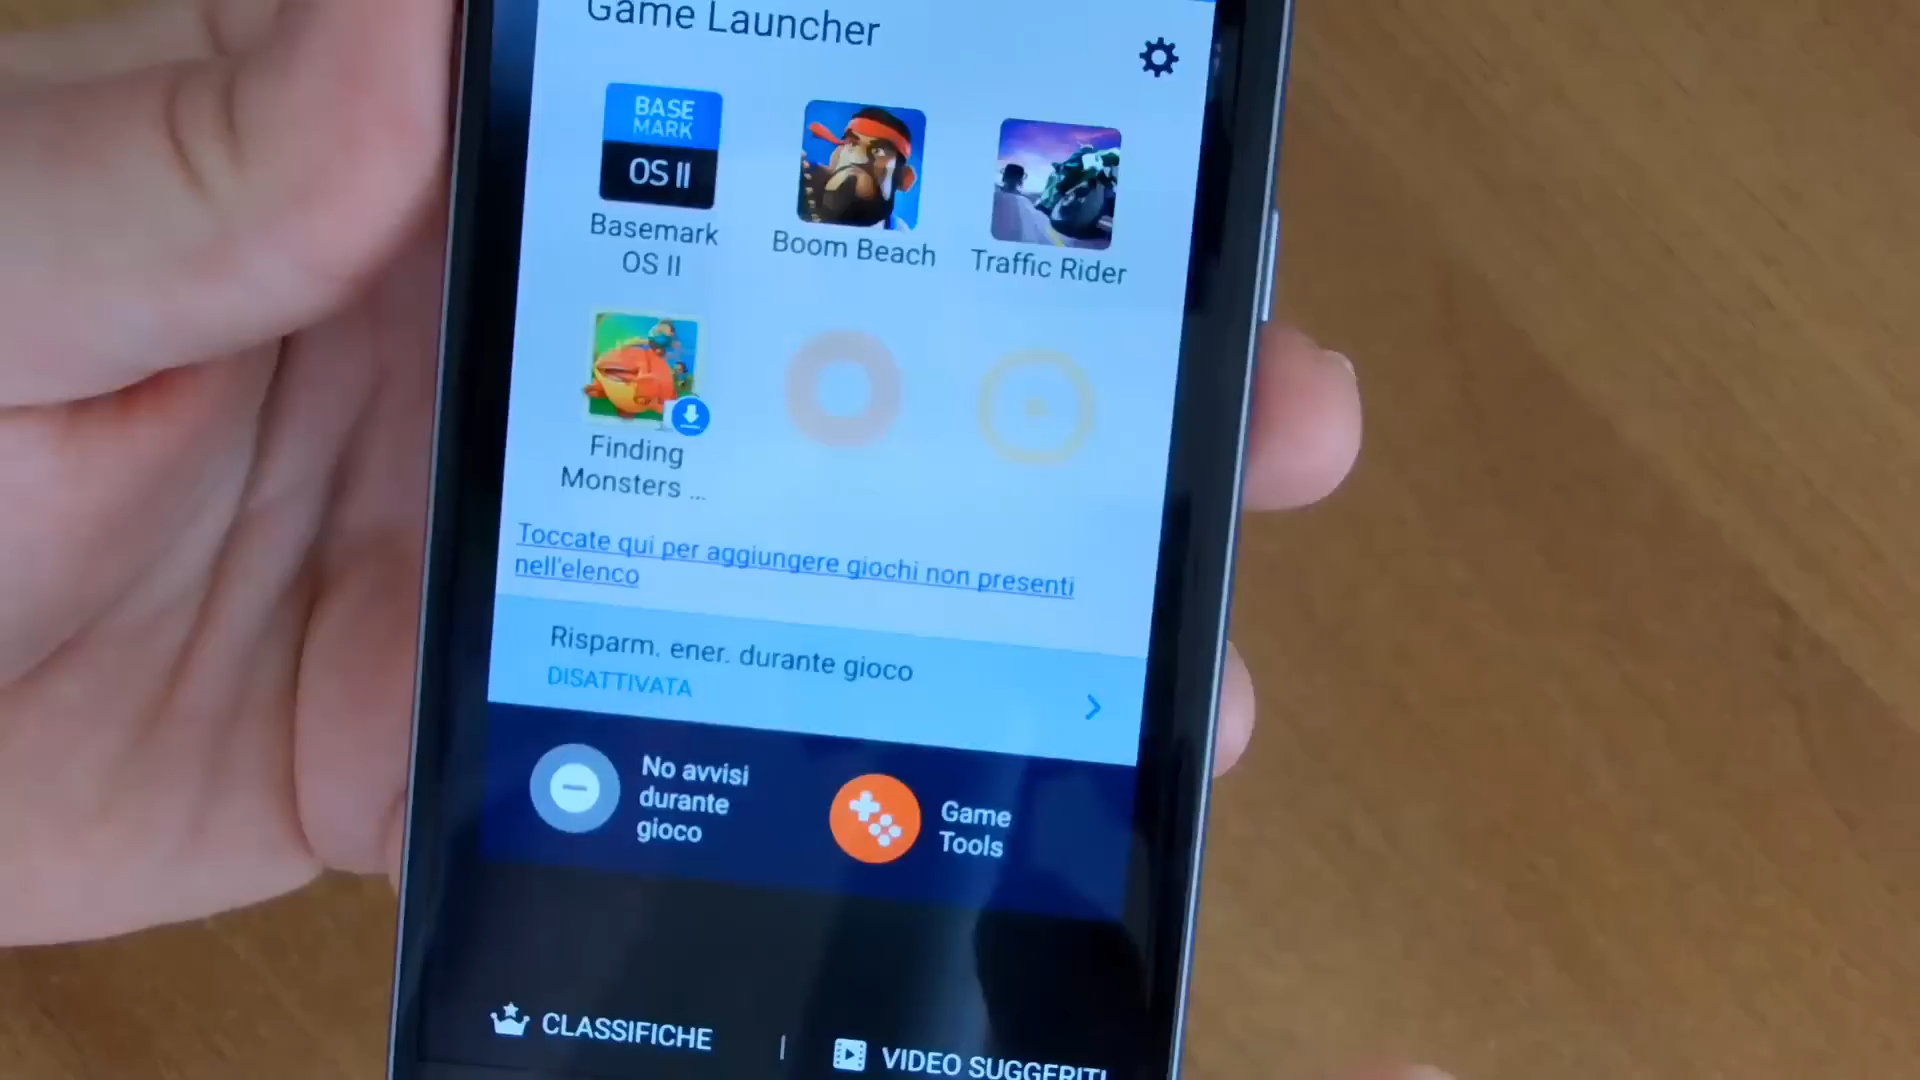 Game Launcher
BASE
MARK
OS II
Basemark
OS II
Boom Beach
Traffic Rider
Finding
Monsters ...
Toccate qui per aggiungere giochi non presenti
nell'elenco
Risparm. ener. durante gioco
DISATTIVATA
No avvisi
durante
gioco
Game
Tools
CLASSIFICHE
VIDEO SUGGERITI